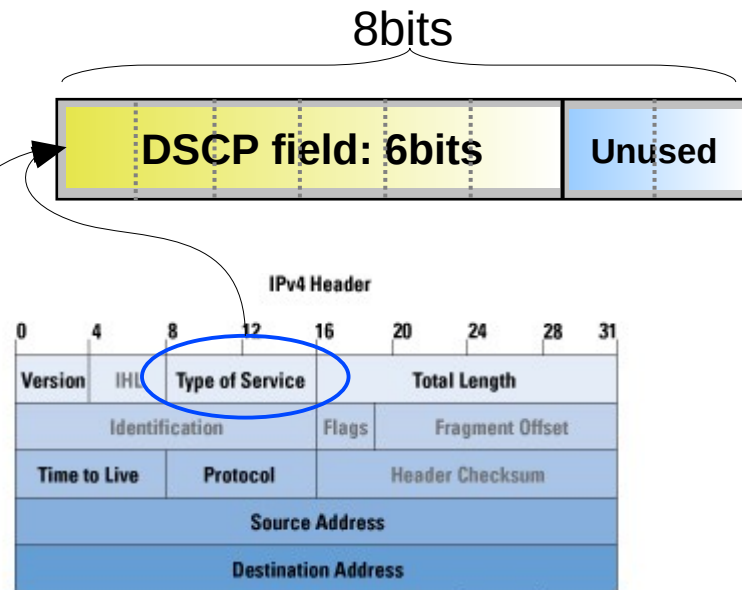 8bits
DSCP field: 6bits Unused
IPv4 Header
0 4 8 12 16 20 24 28 31
Version IHL Type of Service Total Length
Identification Flags Fragment Offset
Time to Live Protocol Header Checksum
Source Address
Destination Address